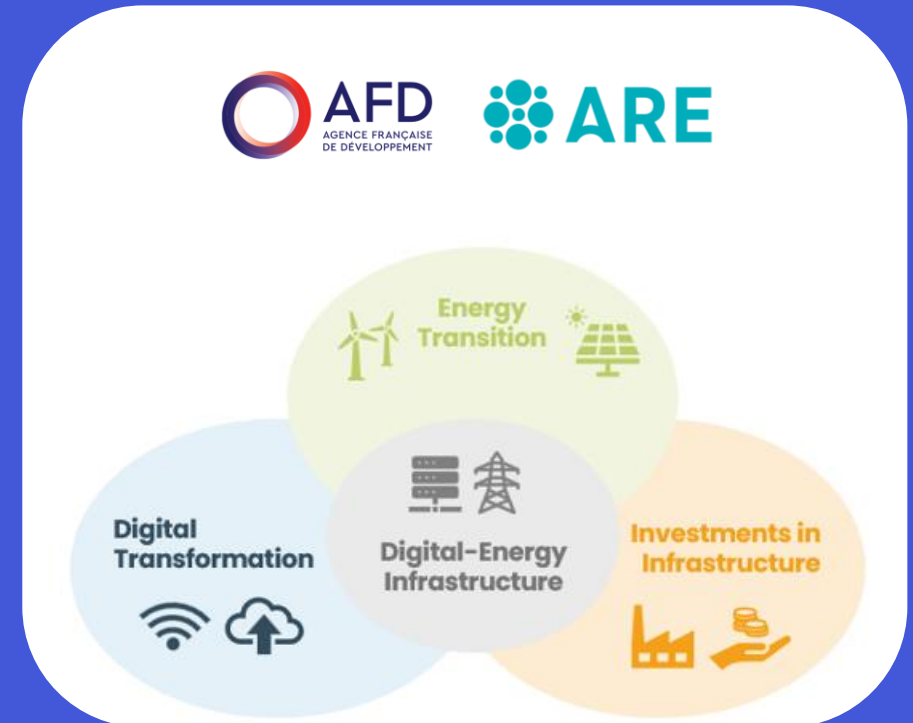 AFD
AGENCE FRANÇAISE
DE DÉVELOPPEMENT
ARE
Energy
Transition
Digital
Transformation
Digital-Energy
Infrastructure
Investments in
Infrastructure